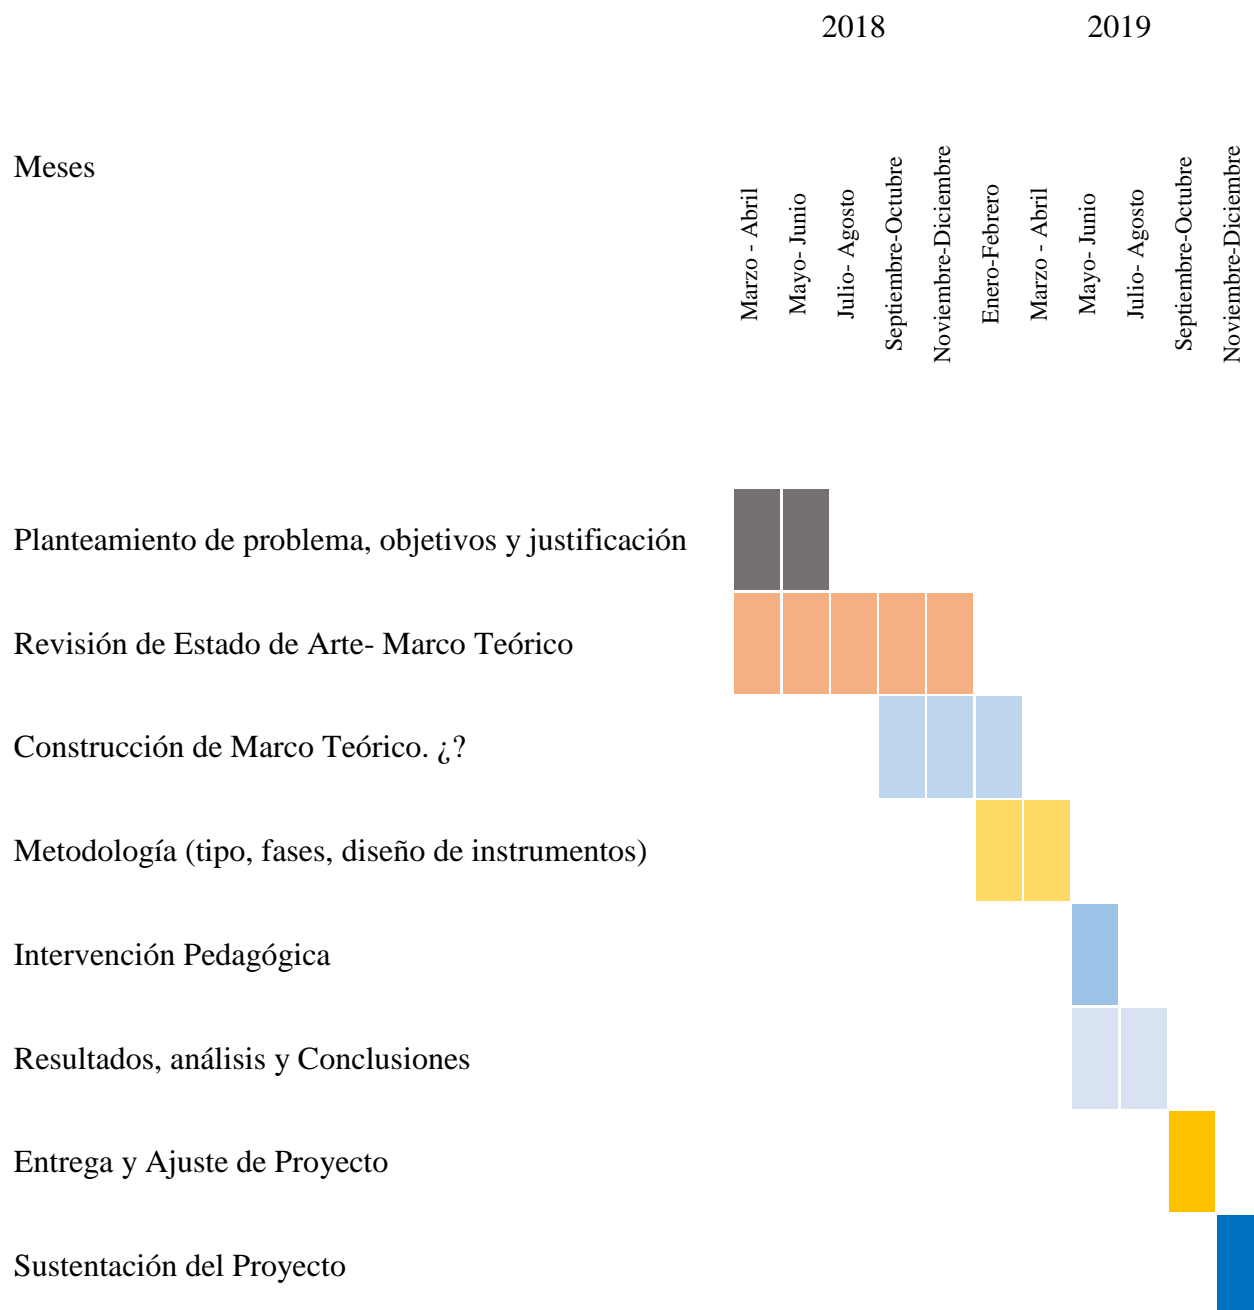 2018 2019
Meses
Marzo - Abril
Mayo- Junio
Julio- Agosto
Septiembre-Octubre
Noviembre-Diciembre
Enero-Febrero
Marzo - Abril
Mayo- Junio
Julio- Agosto
Septiembre-Octubre
Noviembre-Diciembre
Planteamiento de problema, objetivos y justificación
Revisión de Estado de Arte- Marco Teórico
Construcción de Marco Teórico. ¿?
Metodología (tipo, fases, diseño de instrumentos)
Intervención Pedagógica
Resultados, análisis y Conclusiones
Entrega y Ajuste de Proyecto
Sustentación del Proyecto